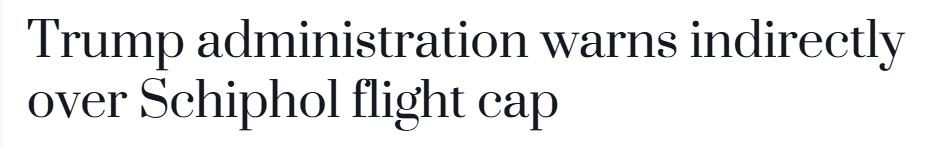 Trump administration warns indirectly
over Schiphol flight cap